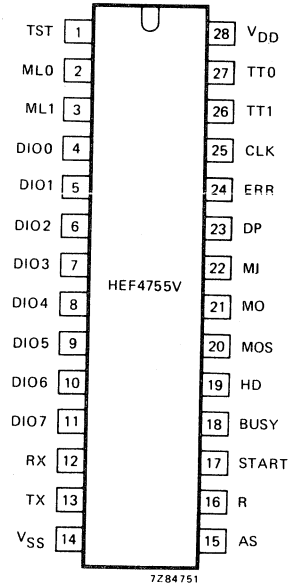 TST 1 28 VDD
ML0 2 27 TT0
ML1 3 26 TT1
DIO0 4 25 CLK
DIO1 5 24 ERR
DIO2 6 23 DP
DIO3 7 22 MJ
HEF4755V
DIO4 8 21 MO
DIO5 9 20 MOS
DIO6 10 19 HD
DIO7 11 18 BUSY
RX 12 17 START
TX 13 16 R
VSS 14 15 AS
7Z84751